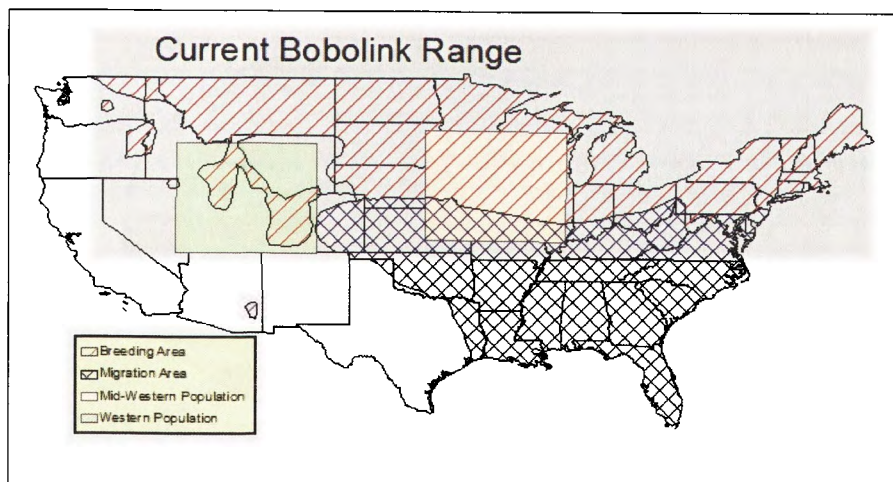 Current Bobolink Range
Breeding Area
Migration Area
Mid-Western Population
Western Population